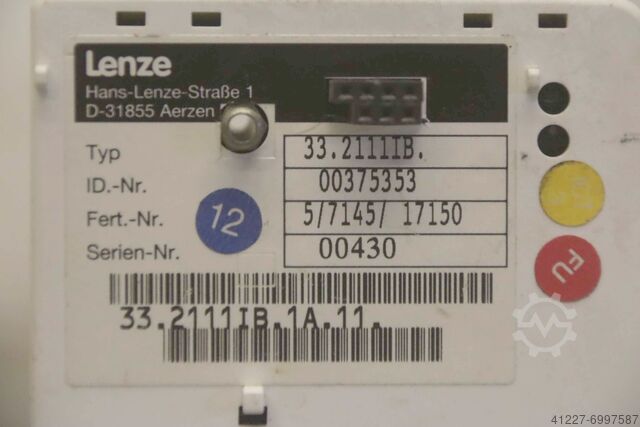 Lenze
Hans-Lenze-Straße 1
D-31855 Aerzen
Typ 33.2111IB.
ID.-Nr. 00375353
Fert.-Nr. 5/7145/ 17150
Serien-Nr. 00430
12
FU
33.2111IB.1A.11.
41227-6997587